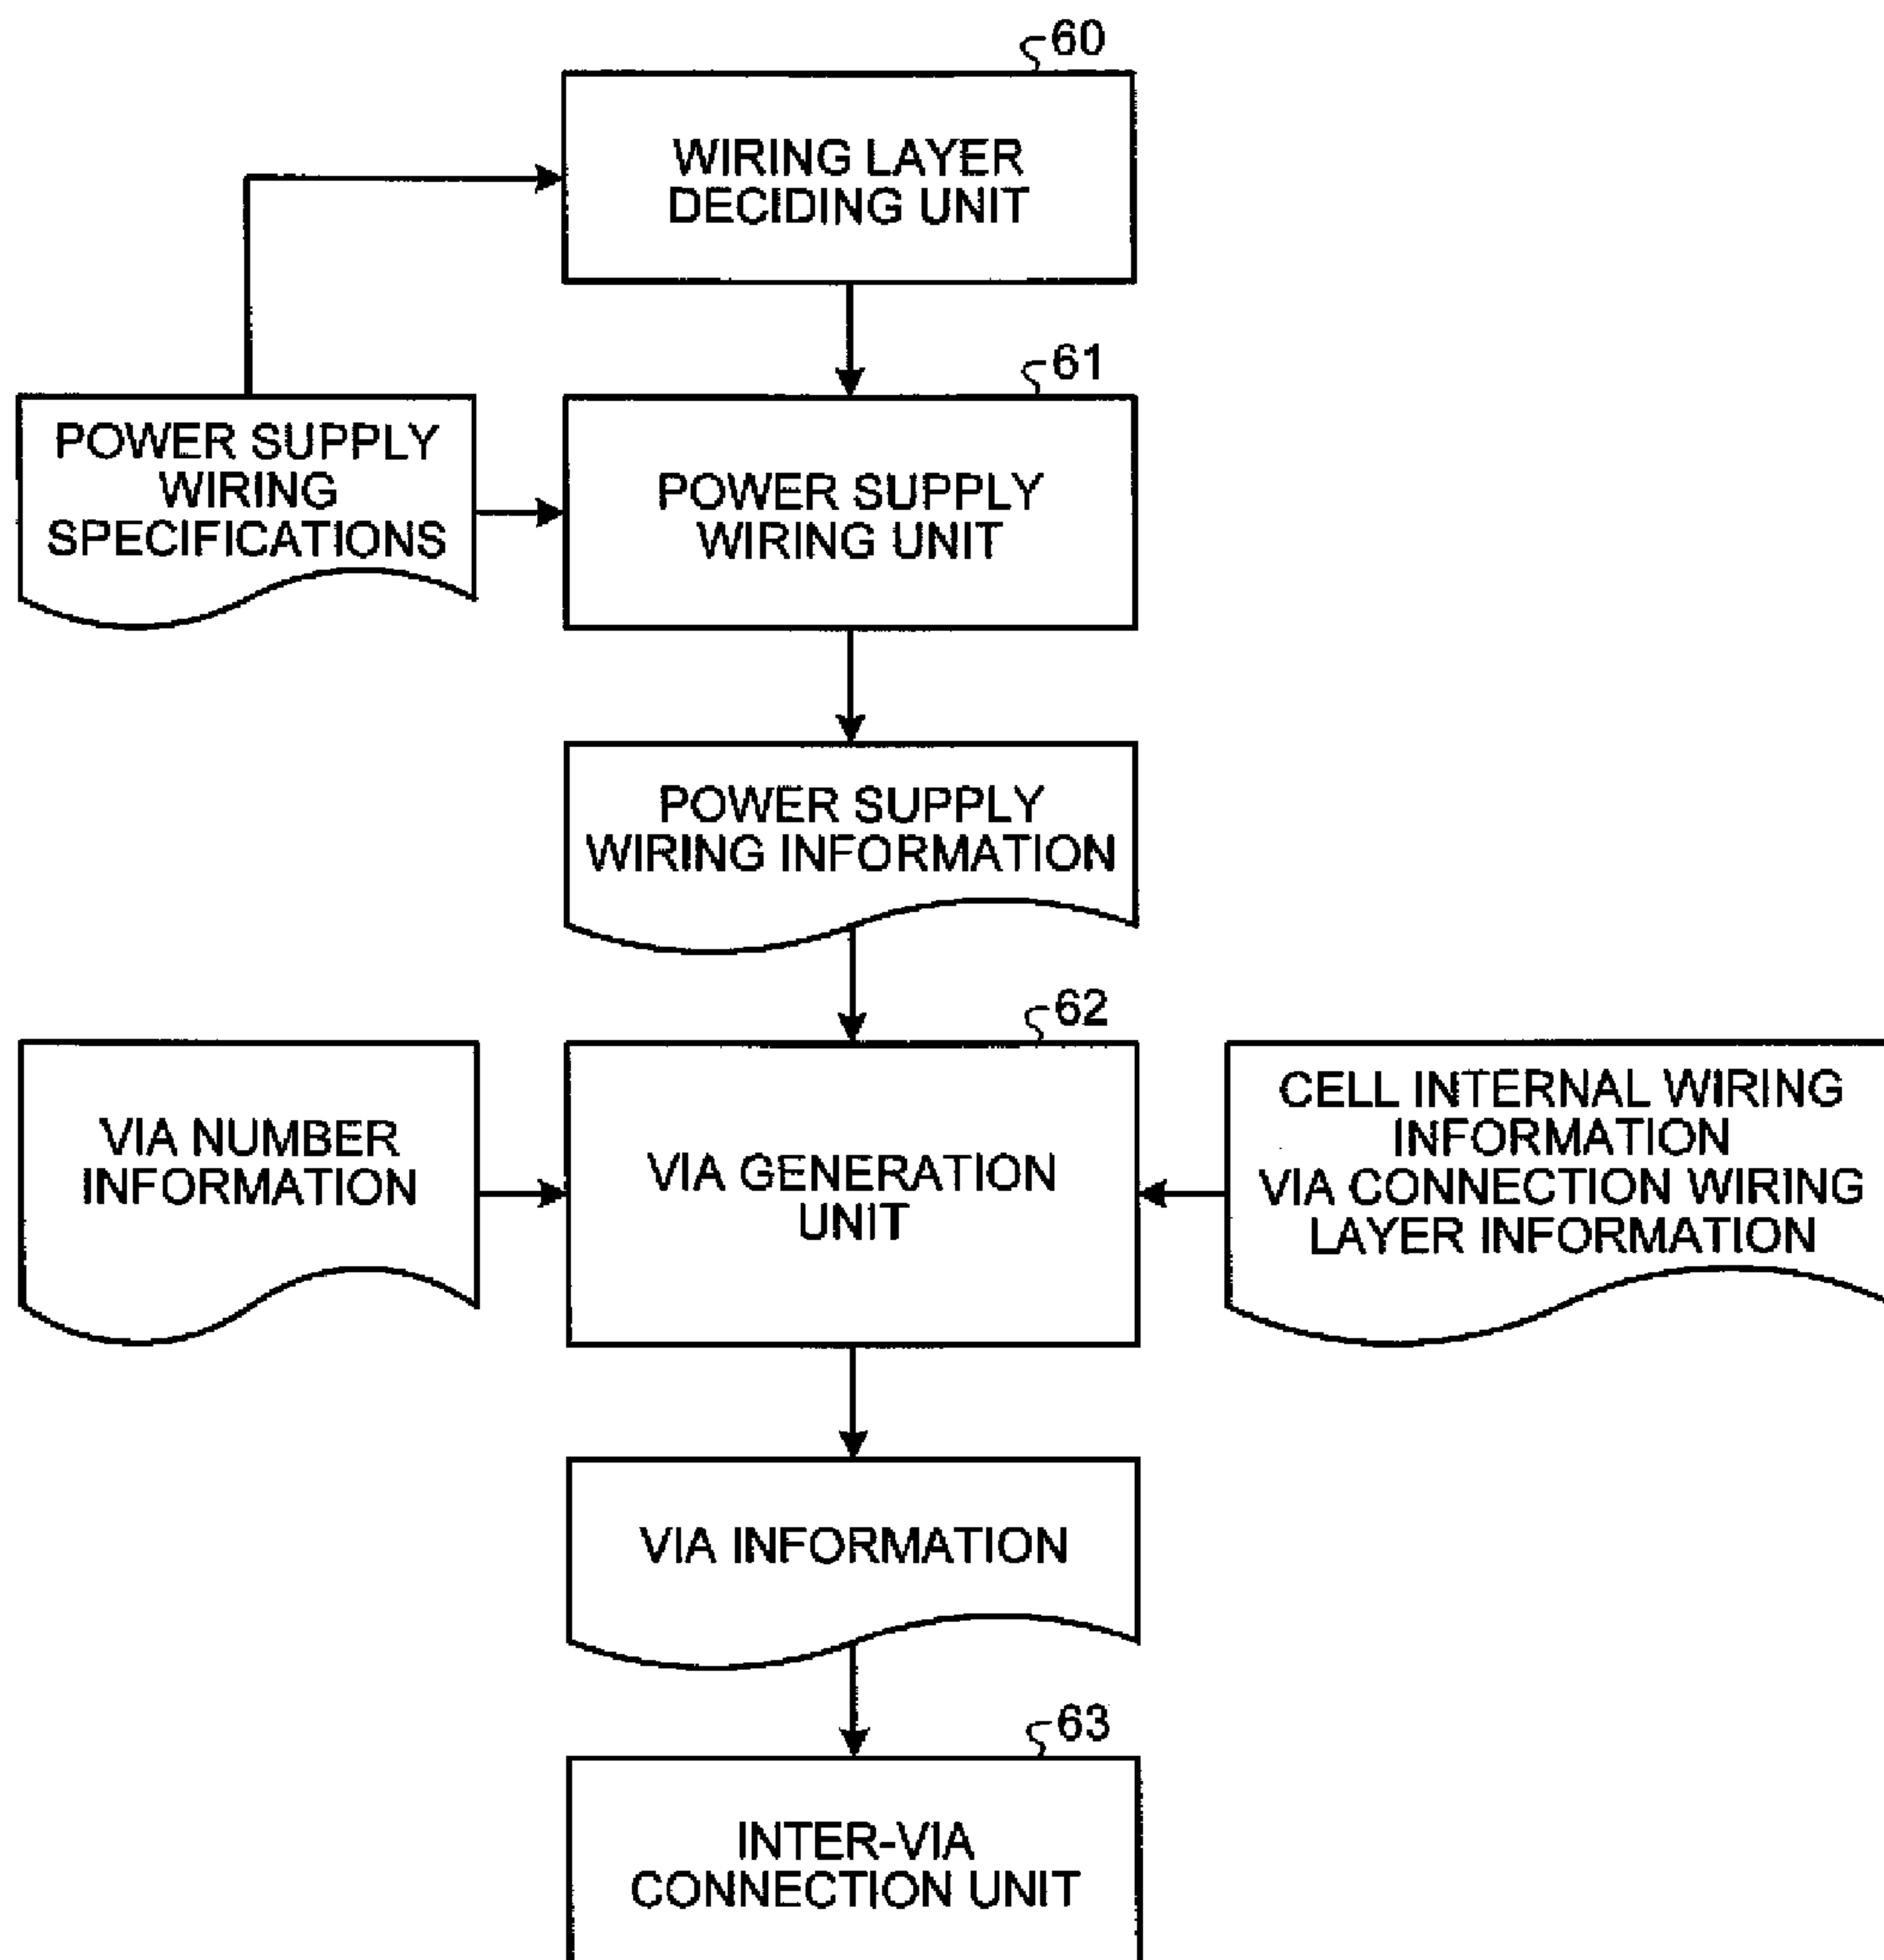 60
WIRING LAYER
DECIDING UNIT
61
POWER SUPPLY
WIRING
SPECIFICATIONS
POWER SUPPLY
WIRING UNIT
POWER SUPPLY
WIRING INFORMATION
62
VIA NUMBER
INFORMATION
VIA GENERATION
UNIT
CELL INTERNAL WIRING
INFORMATION
VIA CONNECTION WIRING
LAYER INFORMATION
VIA INFORMATION
63
INTER-VIA
CONNECTION UNIT